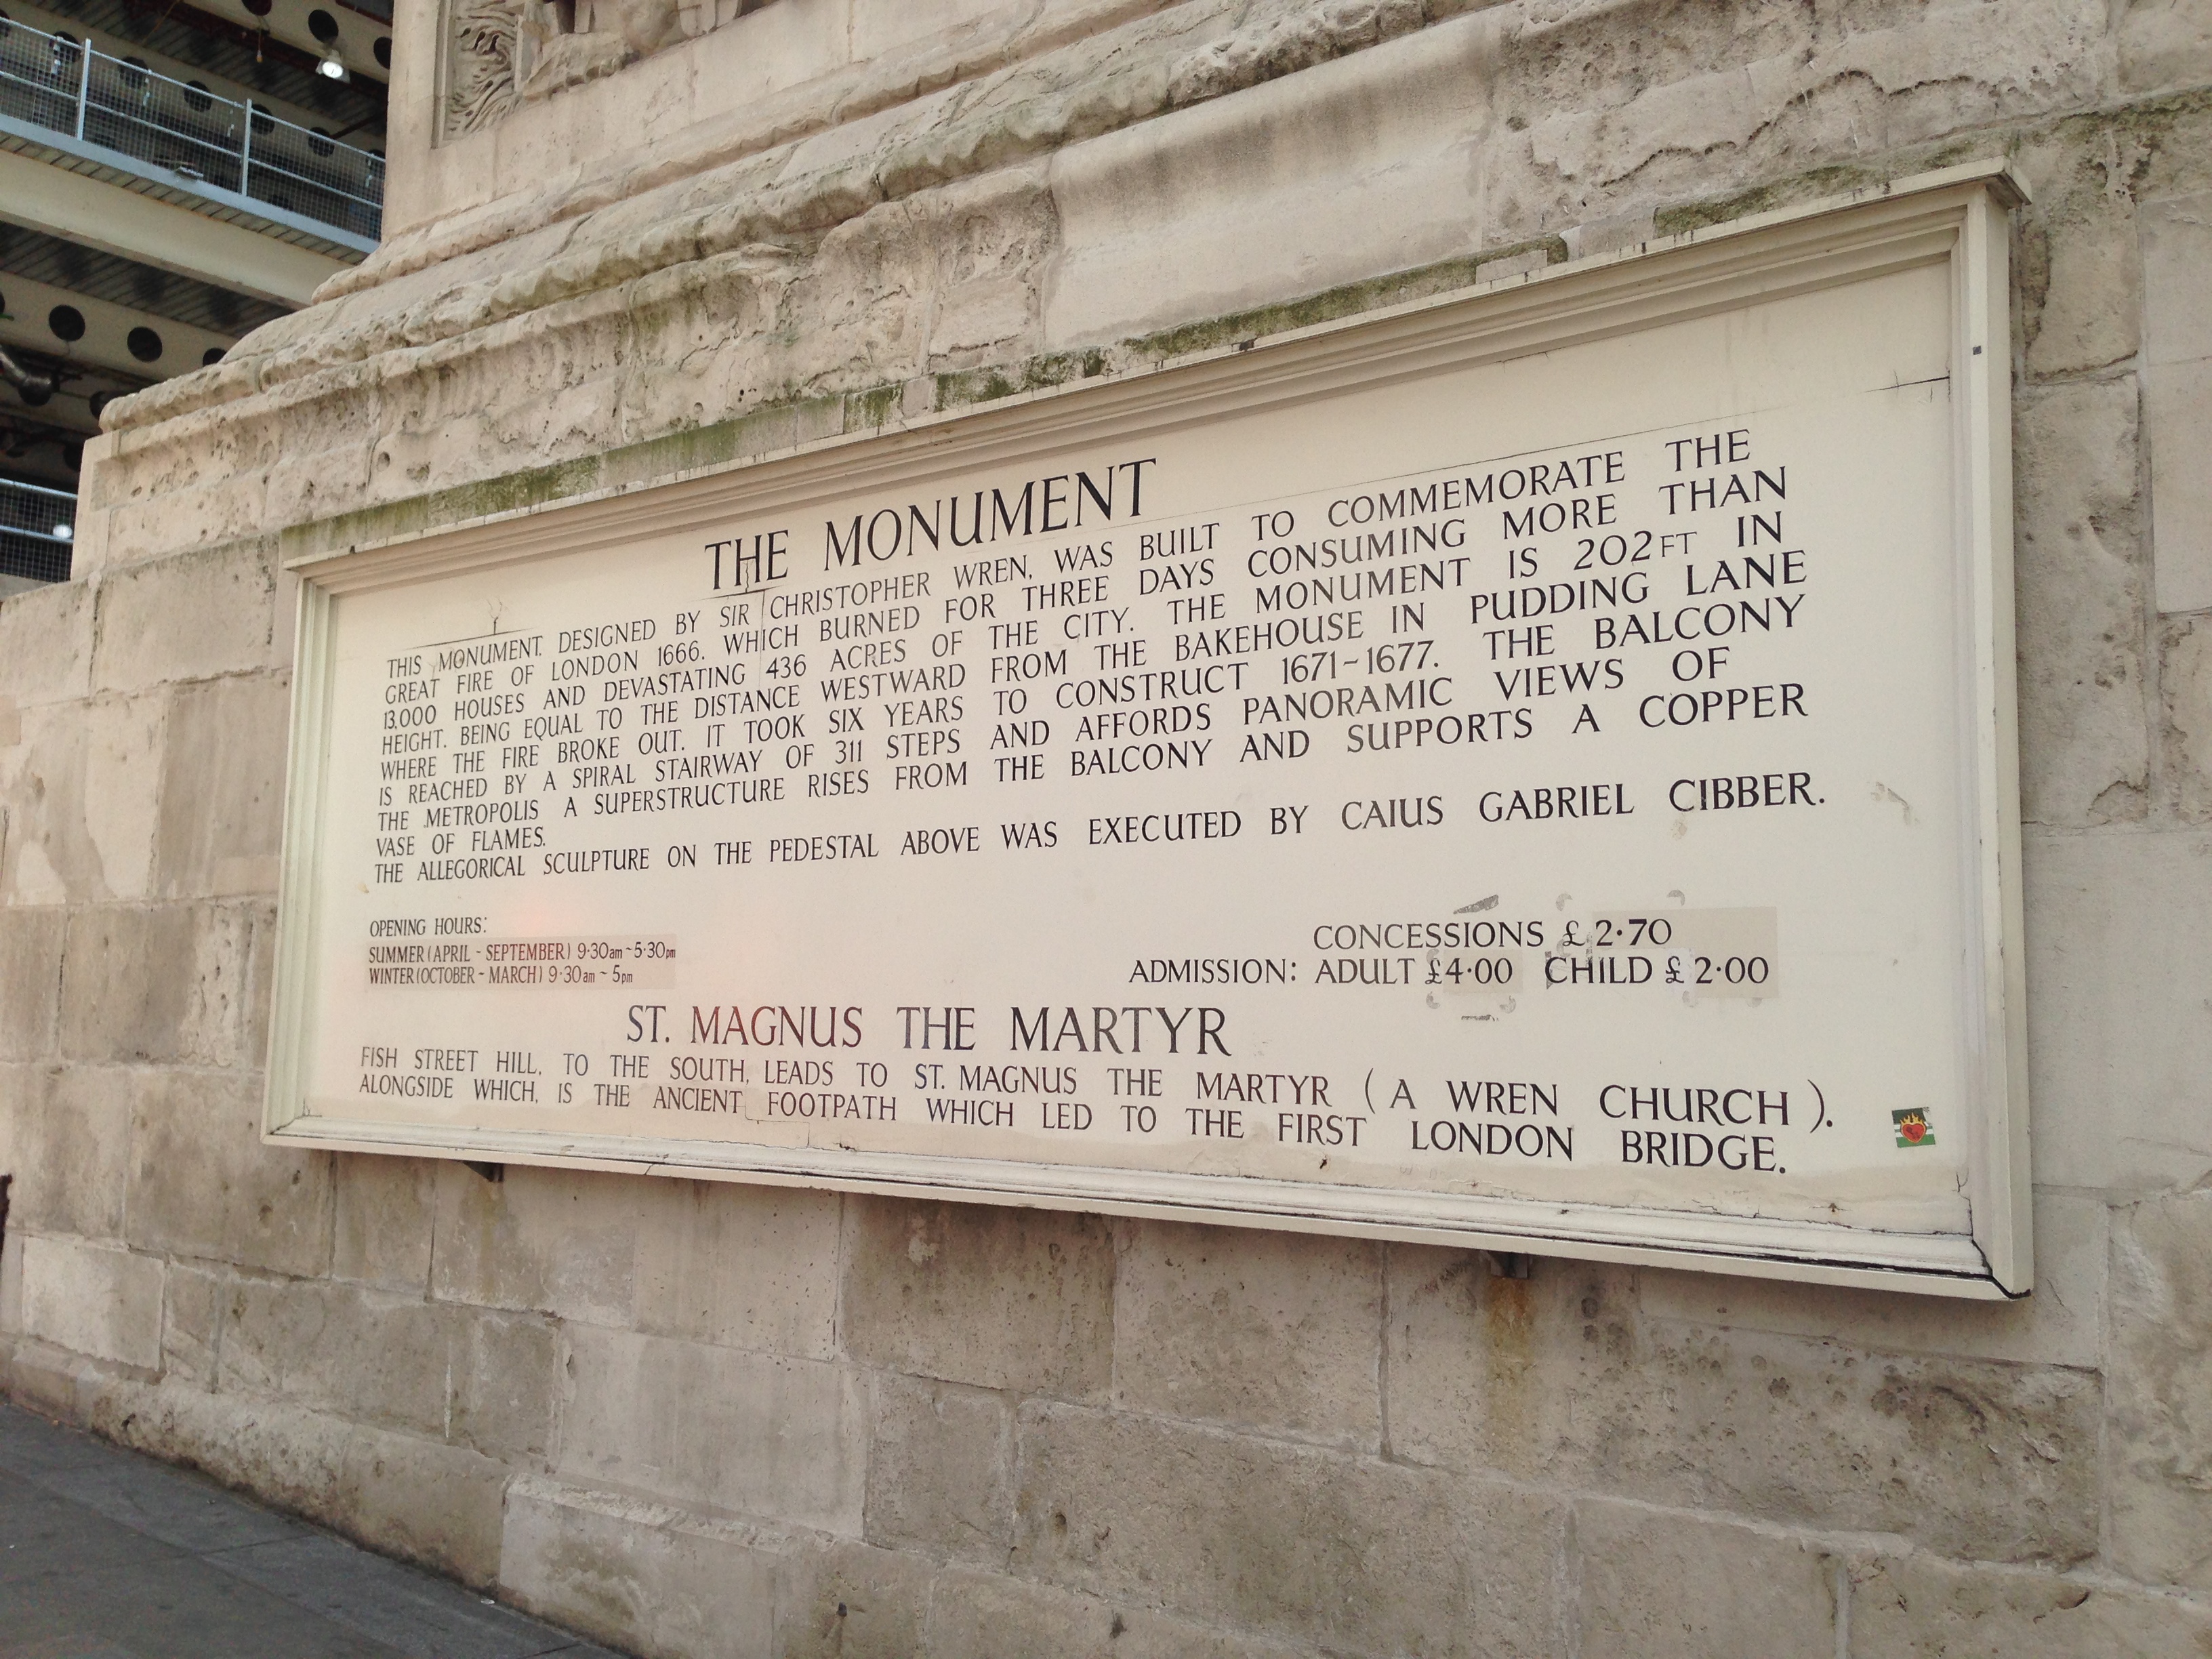 THE MONUMENT
THIS MONUMENT, DESIGNED BY SIR CHRISTOPHER WREN, WAS BUILT TO COMMEMORATE THE
GREAT FIRE OF LONDON 1666, WHICH BURNED FOR THREE DAYS CONSUMING MORE THAN
13,000 HOUSES AND DEVASTATING 436 ACRES OF THE CITY. THE MONUMENT IS 202FT IN
HEIGHT, BEING EQUAL TO THE DISTANCE WESTWARD FROM THE BAKEHOUSE IN PUDDING LANE
WHERE THE FIRE BROKE OUT. IT TOOK SIX YEARS TO CONSTRUCT 1671~1677. THE BALCONY
IS REACHED BY A SPIRAL STAIRWAY OF 311 STEPS AND AFFORDS PANORAMIC VIEWS OF
THE METROPOLIS A SUPERSTRUCTURE RISES FROM THE BALCONY AND SUPPORTS A COPPER
VASE OF FLAMES.
THE ALLEGORICAL SCULPTURE ON THE PEDESTAL ABOVE WAS EXECUTED BY CAIUS GABRIEL CIBBER.
OPENING HOURS:
SUMMER (APRIL ~ SEPTEMBER) 9·30am ~ 5·30pm
WINTER (OCTOBER ~ MARCH) 9·30am ~ 5pm
CONCESSIONS £ 2·70
ADMISSION: ADULT £4·00 CHILD £ 2·00
ST. MAGNUS THE MARTYR
FISH STREET HILL, TO THE SOUTH, LEADS TO ST. MAGNUS THE MARTYR (A WREN CHURCH).
ALONGSIDE WHICH, IS THE ANCIENT FOOTPATH WHICH LED TO THE FIRST LONDON BRIDGE.